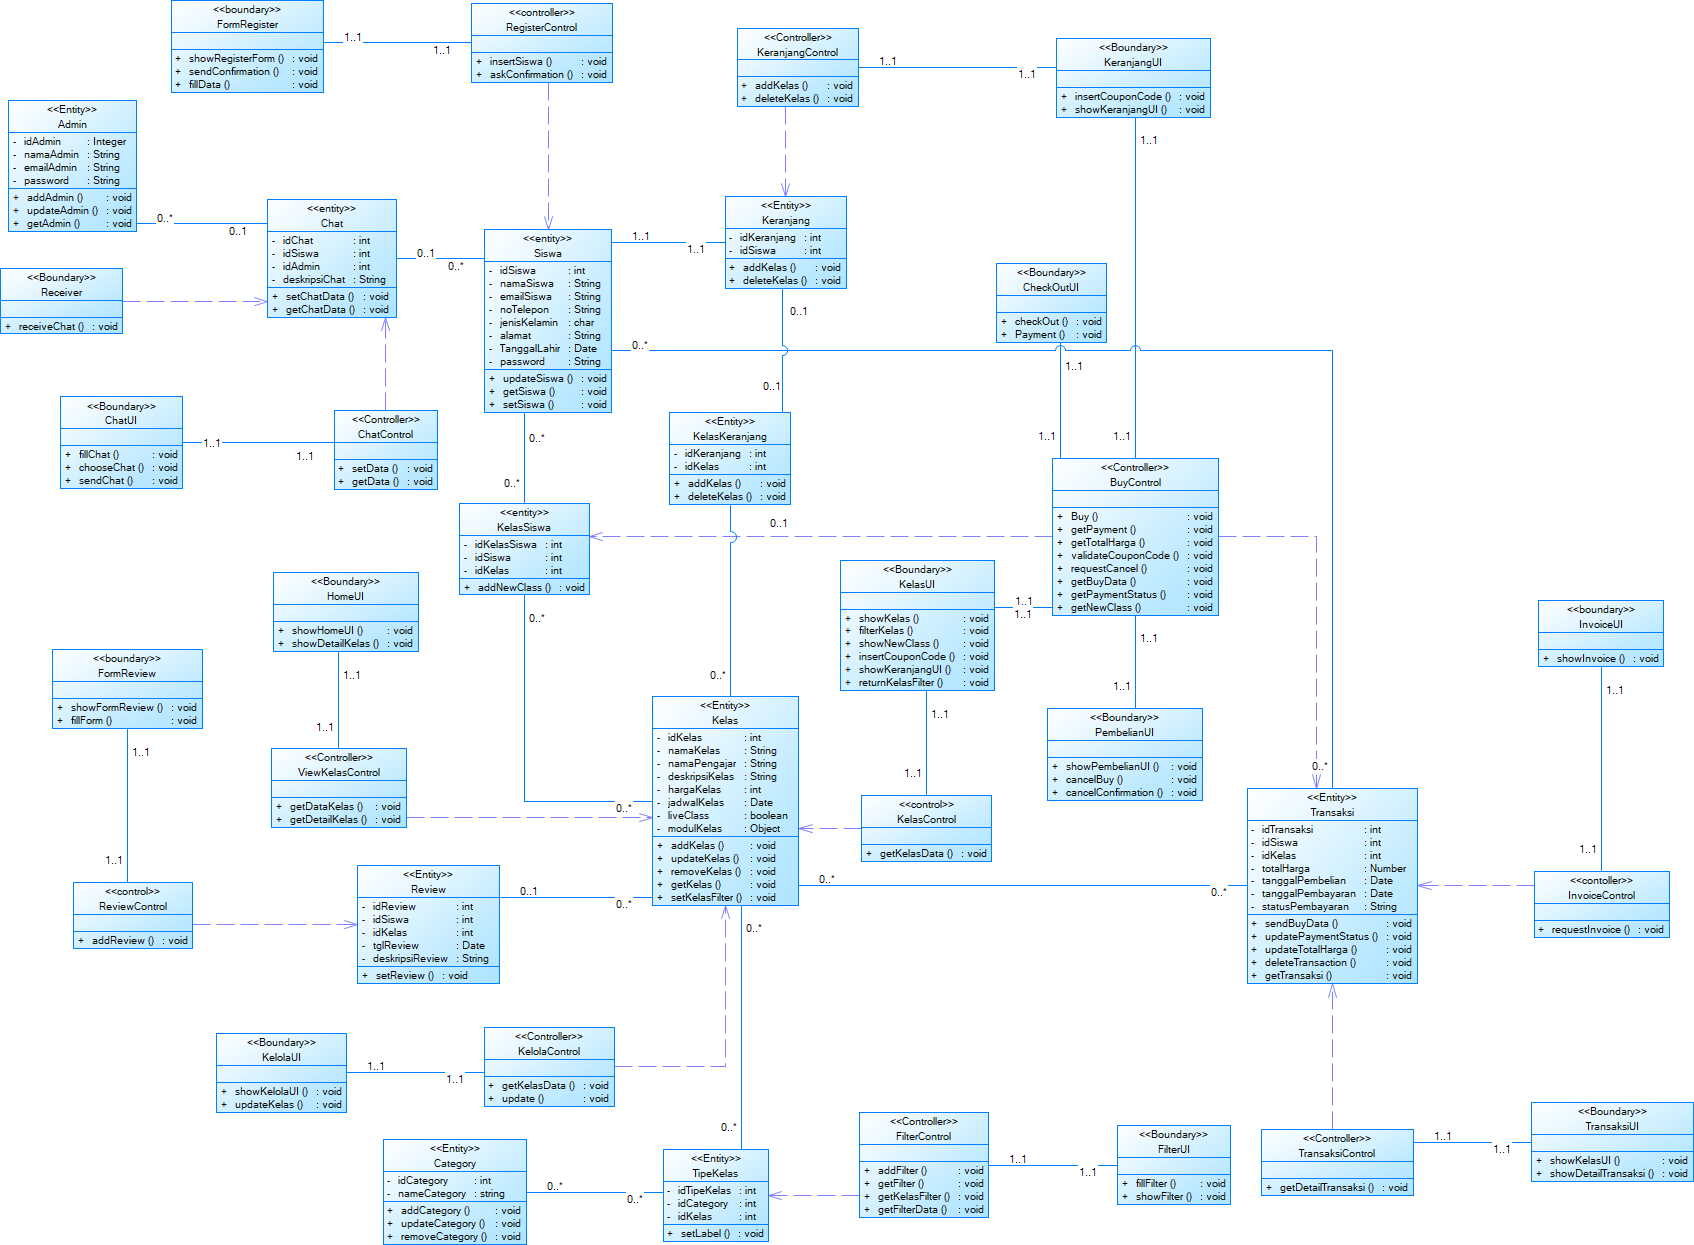 <<boundary>>
FormRegister
+ showRegisterForm () : void
+ sendConfirmation () : void
+ fillData () : void
1..1
1..1
<<controller>>
RegisterControl
+ insertSiswa () : void
+ askConfirmation () : void
<<Controller>>
KeranjangControl
+ addKelas () : void
+ deleteKelas () : void
1..1
1..1
<<Boundary>>
KeranjangUI
+ insertCouponCode () : void
+ showKeranjangUI () : void
1..1
<<Entity>>
Admin
- idAdmin : Integer
- namaAdmin : String
- emailAdmin : String
- password : String
+ addAdmin () : void
+ updateAdmin () : void
+ getAdmin () : void
0..*
0..1
<<entity>>
Chat
- idChat : int
- idSiswa : int
- idAdmin : int
- deskripsiChat : String
+ setChatData () : void
+ getChatData () : void
0..1
0..*
<<Boundary>>
Receiver
+ receiveChat () : void
<<entity>>
Siswa
- idSiswa : int
- namaSiswa : String
- emailSiswa : String
- noTelepon : String
- jenisKelamin : char
- alamat : String
- TanggalLahir : Date
- password : String
+ updateSiswa () : void
+ getSiswa () : void
+ setSiswa () : void
1..1
1..1
0..*
<<Entity>>
Keranjang
- idKeranjang : int
- idSiswa : int
+ addKelas () : void
+ deleteKelas () : void
0..1
0..1
<<Boundary>>
CheckOutUI
+ checkOut () : void
+ Payment () : void
1..1
1..1
1..1
<<Boundary>>
ChatUI
+ fillChat () : void
+ chooseChat () : void
+ sendChat () : void
1..1
1..1
<<Controller>>
ChatControl
+ setData () : void
+ getData () : void
0..*
0..*
<<Entity>>
KelasKeranjang
- idKeranjang : int
- idKelas : int
+ addKelas () : void
+ deleteKelas () : void
0..1
0..*
<<Controller>>
BuyControl
+ Buy () : void
+ getPayment () : void
+ getTotalHarga () : void
+ validateCouponCode () : void
+ requestCancel () : void
+ getBuyData () : void
+ getPaymentStatus () : void
+ getNewClass () : void
1..1
1..1
<<entity>>
KelasSiswa
- idKelasSiswa : int
- idSiswa : int
- idKelas : int
+ addNewClass () : void
0..*
0..*
<<Boundary>>
HomeUI
+ showHomeUI () : void
+ showDetailKelas () : void
1..1
1..1
<<Boundary>>
KelasUI
+ showKelas () : void
+ filterKelas () : void
+ showNewClass () : void
+ insertCouponCode () : void
+ showKeranjangUI () : void
+ returnKelasFilter () : void
1..1
1..1
1..1
1..1
<<boundary>>
InvoiceUI
+ showInvoice () : void
1..1
1..1
<<boundary>>
FormReview
+ showFormReview () : void
+ fillForm () : void
1..1
1..1
<<Controller>>
ViewKelasControl
+ getDataKelas () : void
+ getDetailKelas () : void
<<Entity>>
Kelas
- idKelas : int
- namaKelas : String
- namaPengajar : String
- deskripsiKelas : String
- hargaKelas : int
- jadwalKelas : Date
- liveClass : boolean
- modulKelas : Object
+ addKelas () : void
+ updateKelas () : void
+ removeKelas () : void
+ getKelas () : void
+ setKelasFilter () : void
<<control>>
KelasControl
+ getKelasData () : void
<<Boundary>>
PembelianUI
+ showPembelianUI () : void
+ cancelBuy () : void
+ cancelConfirmation () : void
0..*
<<Entity>>
Transaksi
- idTransaksi : int
- idSiswa : int
- idKelas : int
- totalHarga : Number
- tanggalPembelian : Date
- tanggalPembayaran : Date
- statusPembayaran : String
+ sendBuyData () : void
+ updatePaymentStatus () : void
+ updateTotalHarga () : void
+ deleteTransaction () : void
+ getTransaksi () : void
0..*
0..*
<<contoller>>
InvoiceControl
+ requestInvoice () : void
<<control>>
ReviewControl
+ addReview () : void
<<Entity>>
Review
- idReview : int
- idSiswa : int
- idKelas : int
- tglReview : Date
- deskripsiReview : String
+ setReview () : void
0..1
0..*
0..*
0..*
<<Boundary>>
KelolaUI
+ showKelolaUI () : void
+ updateKelas () : void
1..1
1..1
<<Controller>>
KelolaControl
+ getKelasData () : void
+ update () : void
<<Entity>>
Category
- idCategory : int
- nameCategory : string
+ addCategory () : void
+ updateCategory () : void
+ removeCategory () : void
0..*
0..*
<<Entity>>
TipeKelas
- idTipeKelas : int
- idCategory : int
- idKelas : int
+ setLabel () : void
<<Controller>>
FilterControl
+ addFilter () : void
+ getFilter () : void
+ getKelasFilter () : void
+ getFilterData () : void
1..1
1..1
<<Boundary>>
FilterUI
+ fillFilter () : void
+ showFilter () : void
<<Controller>>
TransaksiControl
+ getDetailTransaksi () : void
1..1
1..1
<<Boundary>>
TransaksiUI
+ showKelasUI () : void
+ showDetailTransaksi () : void